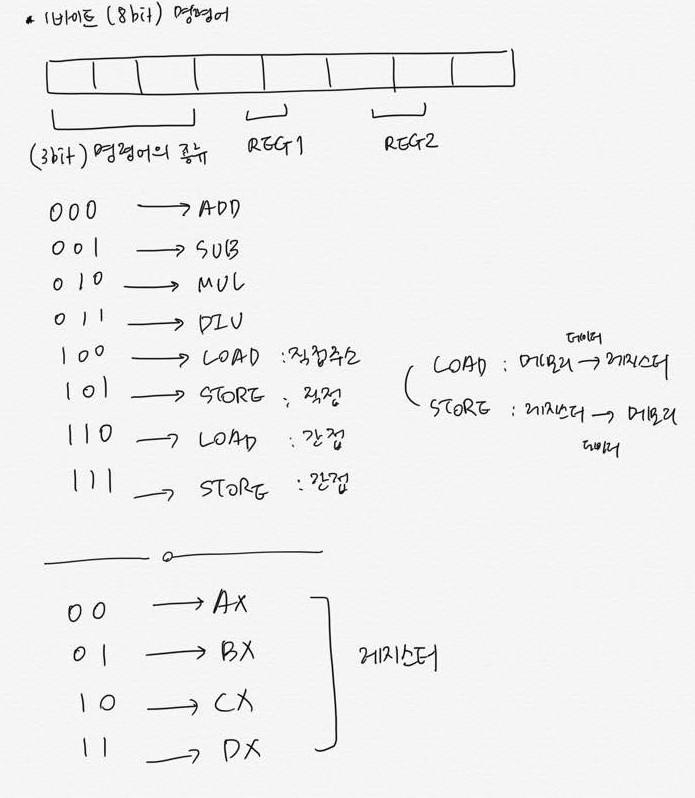 • 1바이트 (8bit) 명령어
(3bit) 명령어의 종류 REG1 REG2
000 → ADD
001 → SUB
010 → MUL
011 → DIV
100 → LOAD : 직접주소
101 → STORE : 직접
110 → LOAD : 간접
111 → STORE : 간접
데이터
( LOAD : 메모리 → 레지스터
STORE : 레지스터 → 메모리
데이터
00 → AX
01 → BX
10 → CX
11 → DX
레지스터